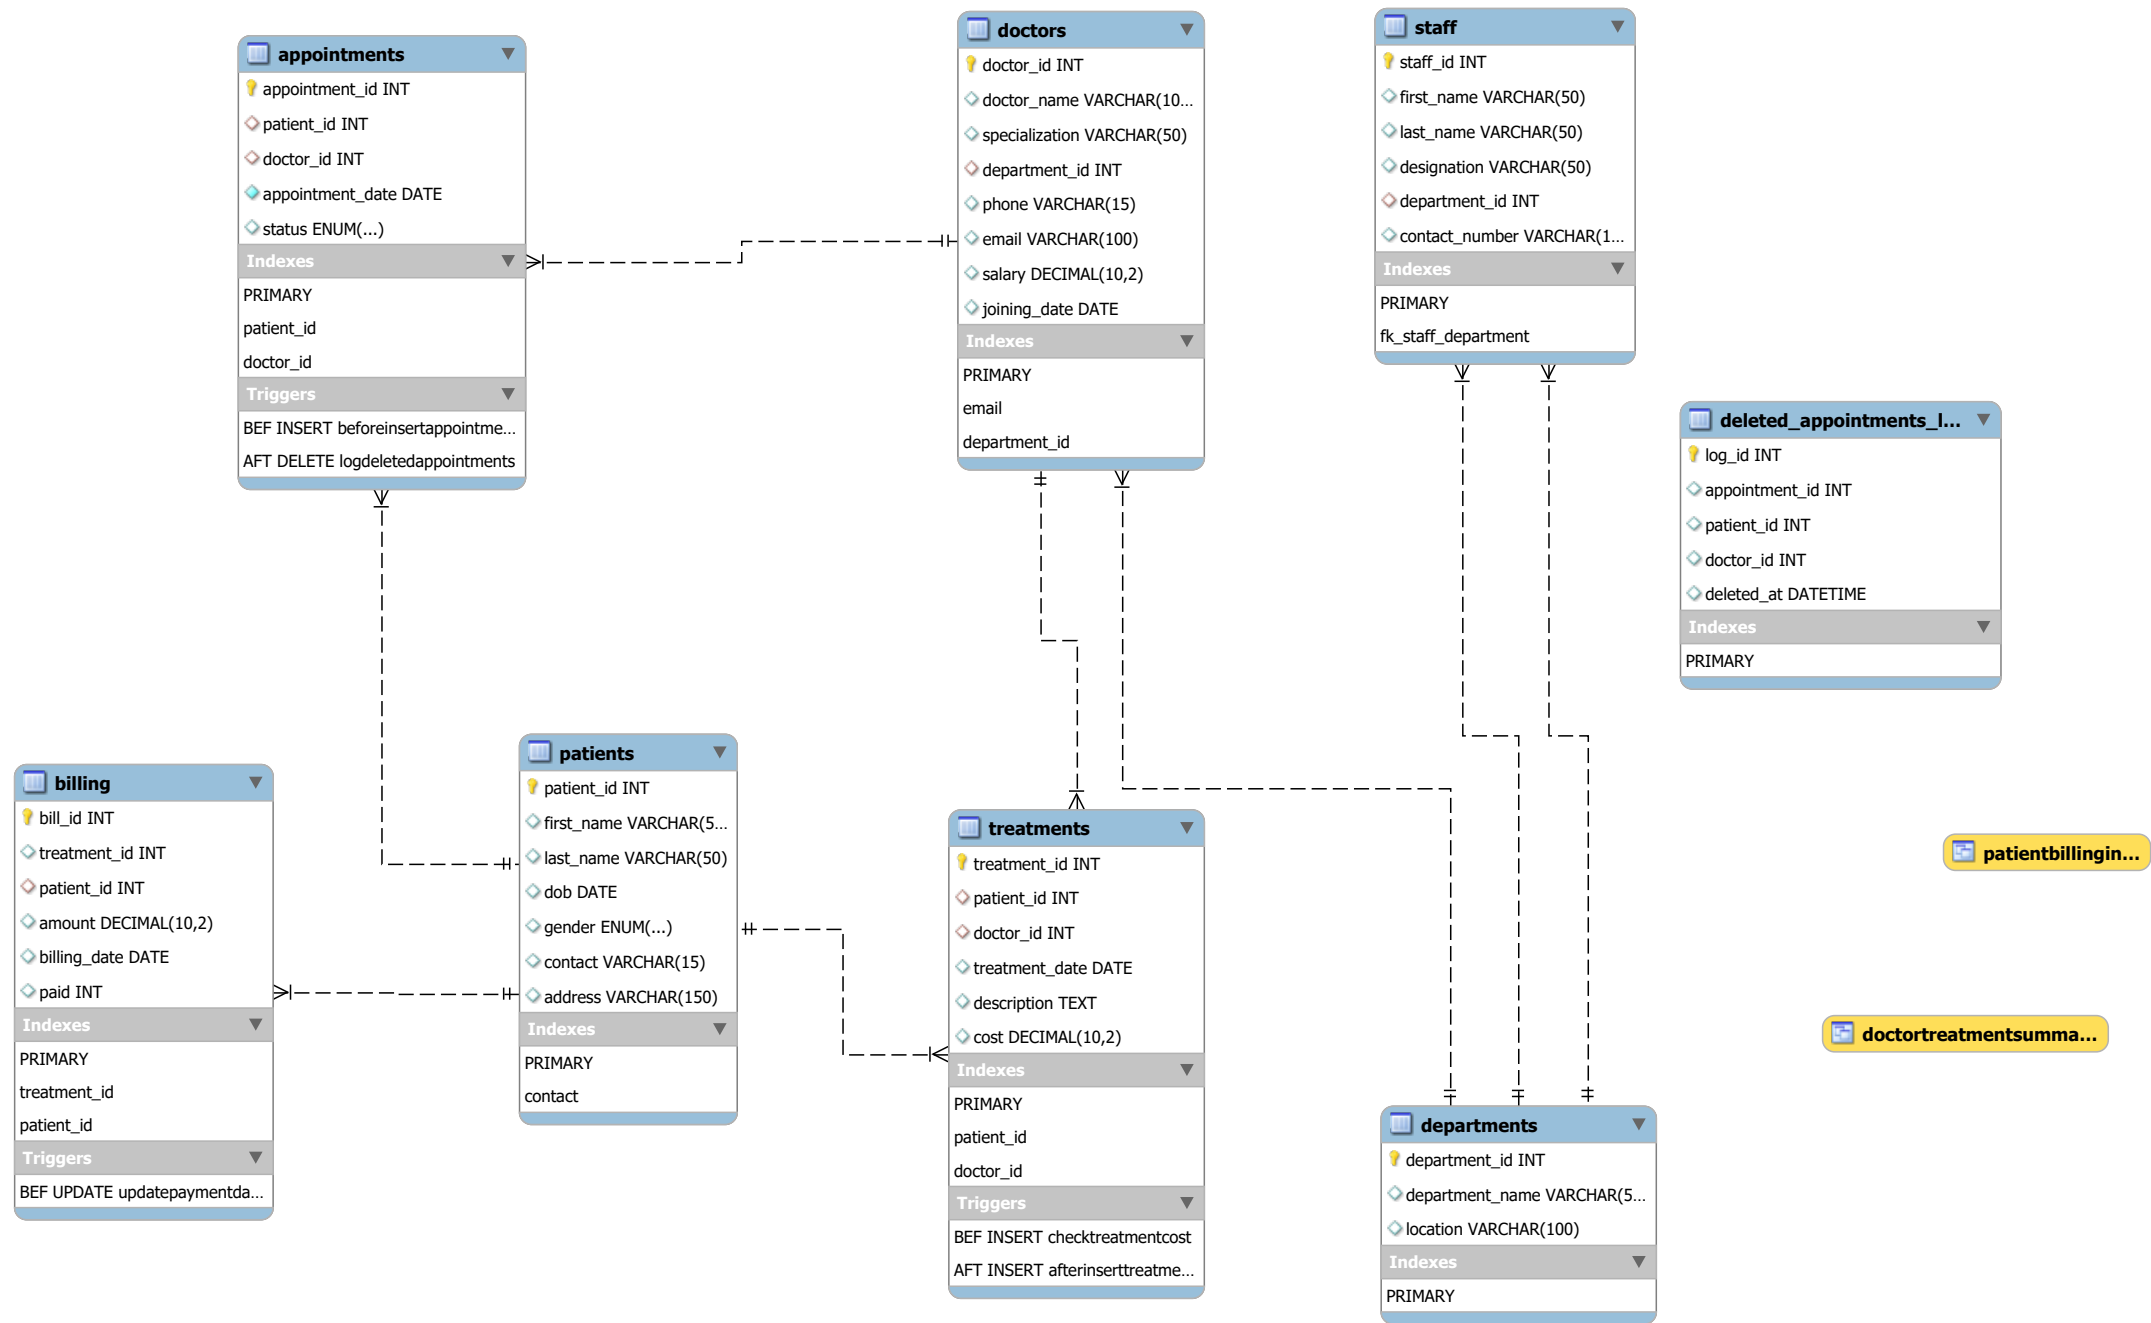 appointments
appointment_id INT
patient_id INT
doctor_id INT
appointment_date DATE
status ENUM(...)
Indexes
PRIMARY
patient_id
doctor_id
Triggers
BEF INSERT beforeinsertappointme...
AFT DELETE logdeletedappointments
doctors
doctor_id INT
doctor_name VARCHAR(10...
specialization VARCHAR(50)
department_id INT
phone VARCHAR(15)
email VARCHAR(100)
salary DECIMAL(10,2)
joining_date DATE
Indexes
PRIMARY
email
department_id
staff
staff_id INT
first_name VARCHAR(50)
last_name VARCHAR(50)
designation VARCHAR(50)
department_id INT
contact_number VARCHAR(1...
Indexes
PRIMARY
fk_staff_department
deleted_appointments_l...
log_id INT
appointment_id INT
patient_id INT
doctor_id INT
deleted_at DATETIME
Indexes
PRIMARY
billing
bill_id INT
treatment_id INT
patient_id INT
amount DECIMAL(10,2)
billing_date DATE
paid INT
Indexes
PRIMARY
treatment_id
patient_id
Triggers
BEF UPDATE updatepaymentda...
patients
patient_id INT
first_name VARCHAR(5...
last_name VARCHAR(50)
dob DATE
gender ENUM(...)
contact VARCHAR(15)
address VARCHAR(150)
Indexes
PRIMARY
contact
treatments
treatment_id INT
patient_id INT
doctor_id INT
treatment_date DATE
description TEXT
cost DECIMAL(10,2)
Indexes
PRIMARY
patient_id
doctor_id
Triggers
BEF INSERT checktreatmentcost
AFT INSERT afterinserttreatme...
patientbillingin...
doctortreatmentsumma...
departments
department_id INT
department_name VARCHAR(5...
location VARCHAR(100)
Indexes
PRIMARY